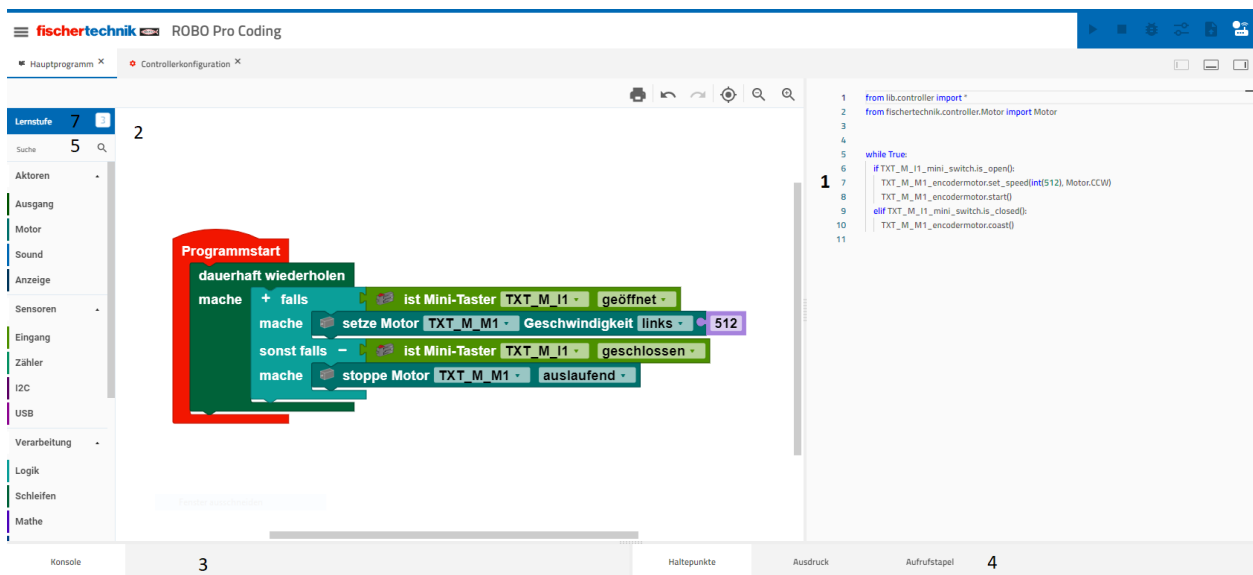 fischertechnik ROBO Pro Coding
Hauptprogramm × Controllerkonfiguration ×
Lernstufe 7 3
Suche 5
Aktoren
Ausgang
Motor
Sound
Anzeige
Sensoren
Eingang
Zähler
I2C
USB
Verarbeitung
Logik
Schleifen
Mathe
2
Programmstart
dauerhaft wiederholen
mache + falls ist Mini-Taster TXT_M_I1 geöffnet
mache setze Motor TXT_M_M1 Geschwindigkeit links 512
sonst falls − ist Mini-Taster TXT_M_I1 geschlossen
mache stoppe Motor TXT_M_M1 auslaufend
1
1 from lib.controller import *
2 from fischertechnik.controller.Motor import Motor
3
4
5 while True:
6 if TXT_M_I1_mini_switch.is_open():
7 TXT_M_M1_encodermotor.set_speed(int(512), Motor.CCW)
8 TXT_M_M1_encodermotor.start()
9 elif TXT_M_I1_mini_switch.is_closed():
10 TXT_M_M1_encodermotor.coast()
11
Konsole 3 Haltepunkte Ausdruck Aufrufstapel 4